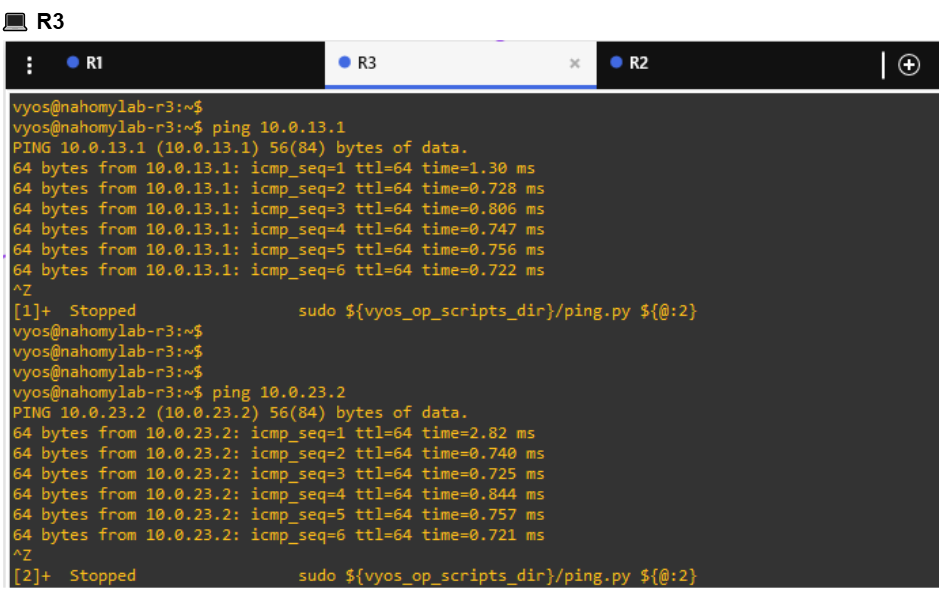 R3
R1
R3
R2
vyos@nahomylab-r3:~$
vyos@nahomylab-r3:~$ ping 10.0.13.1
PING 10.0.13.1 (10.0.13.1) 56(84) bytes of data.
64 bytes from 10.0.13.1: icmp_seq=1 ttl=64 time=1.30 ms
64 bytes from 10.0.13.1: icmp_seq=2 ttl=64 time=0.728 ms
64 bytes from 10.0.13.1: icmp_seq=3 ttl=64 time=0.806 ms
64 bytes from 10.0.13.1: icmp_seq=4 ttl=64 time=0.747 ms
64 bytes from 10.0.13.1: icmp_seq=5 ttl=64 time=0.756 ms
64 bytes from 10.0.13.1: icmp_seq=6 ttl=64 time=0.722 ms
^Z
[1]+  Stopped                 sudo ${vyos_op_scripts_dir}/ping.py ${@:2}
vyos@nahomylab-r3:~$
vyos@nahomylab-r3:~$
vyos@nahomylab-r3:~$
vyos@nahomylab-r3:~$ ping 10.0.23.2
PING 10.0.23.2 (10.0.23.2) 56(84) bytes of data.
64 bytes from 10.0.23.2: icmp_seq=1 ttl=64 time=2.82 ms
64 bytes from 10.0.23.2: icmp_seq=2 ttl=64 time=0.740 ms
64 bytes from 10.0.23.2: icmp_seq=3 ttl=64 time=0.725 ms
64 bytes from 10.0.23.2: icmp_seq=4 ttl=64 time=0.844 ms
64 bytes from 10.0.23.2: icmp_seq=5 ttl=64 time=0.757 ms
64 bytes from 10.0.23.2: icmp_seq=6 ttl=64 time=0.721 ms
^Z
[2]+  Stopped                 sudo ${vyos_op_scripts_dir}/ping.py ${@:2}